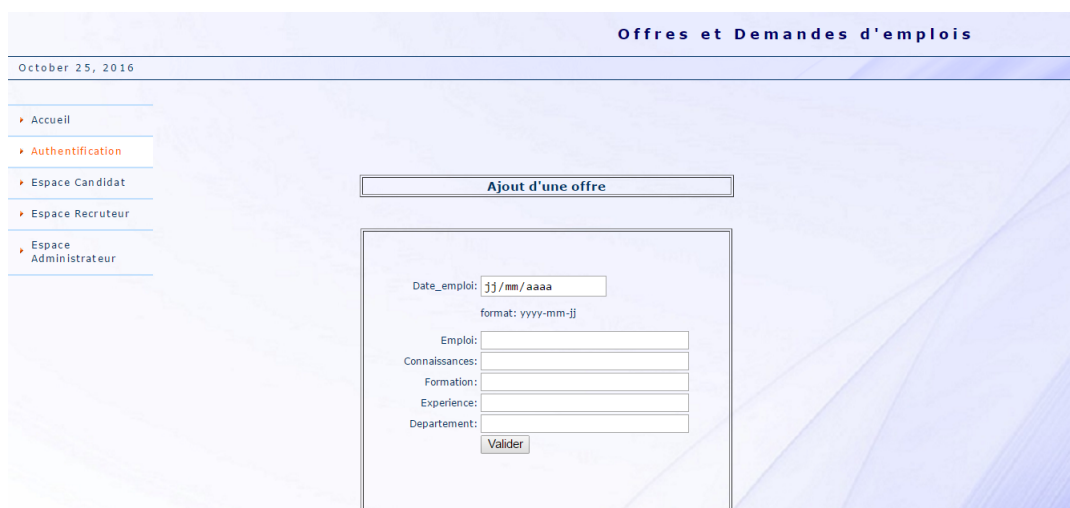 Offres et Demandes d'emplois
October 25, 2016
Accueil
Authentification
Espace Candidat
Espace Recruteur
Espace
Administrateur
Ajout d'une offre
Date_emploi: jj/mm/aaaa
format: yyyy-mm-jj
Emploi:
Connaissances:
Formation:
Experience:
Departement:
Valider